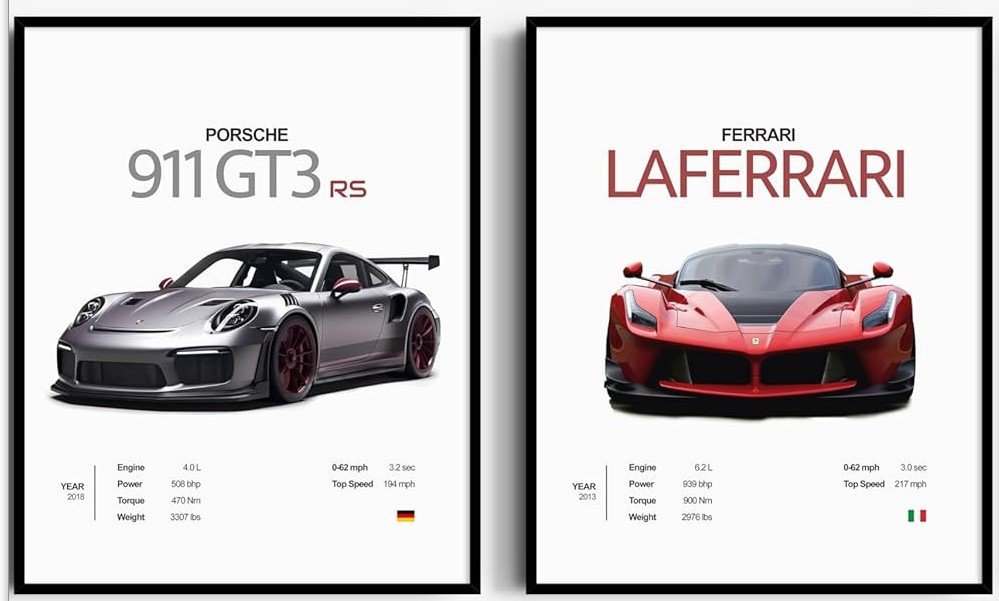 PORSCHE
911 GT3 RS
YEAR
2018
Engine 4.0 L
Power 508 bhp
Torque 470 Nm
Weight 3307 lbs
0-62 mph 3.2 sec
Top Speed 194 mph
FERRARI
LAFERRARI
YEAR
2013
Engine 6.2 L
Power 939 bhp
Torque 900 Nm
Weight 2976 lbs
0-62 mph 3.0 sec
Top Speed 217 mph